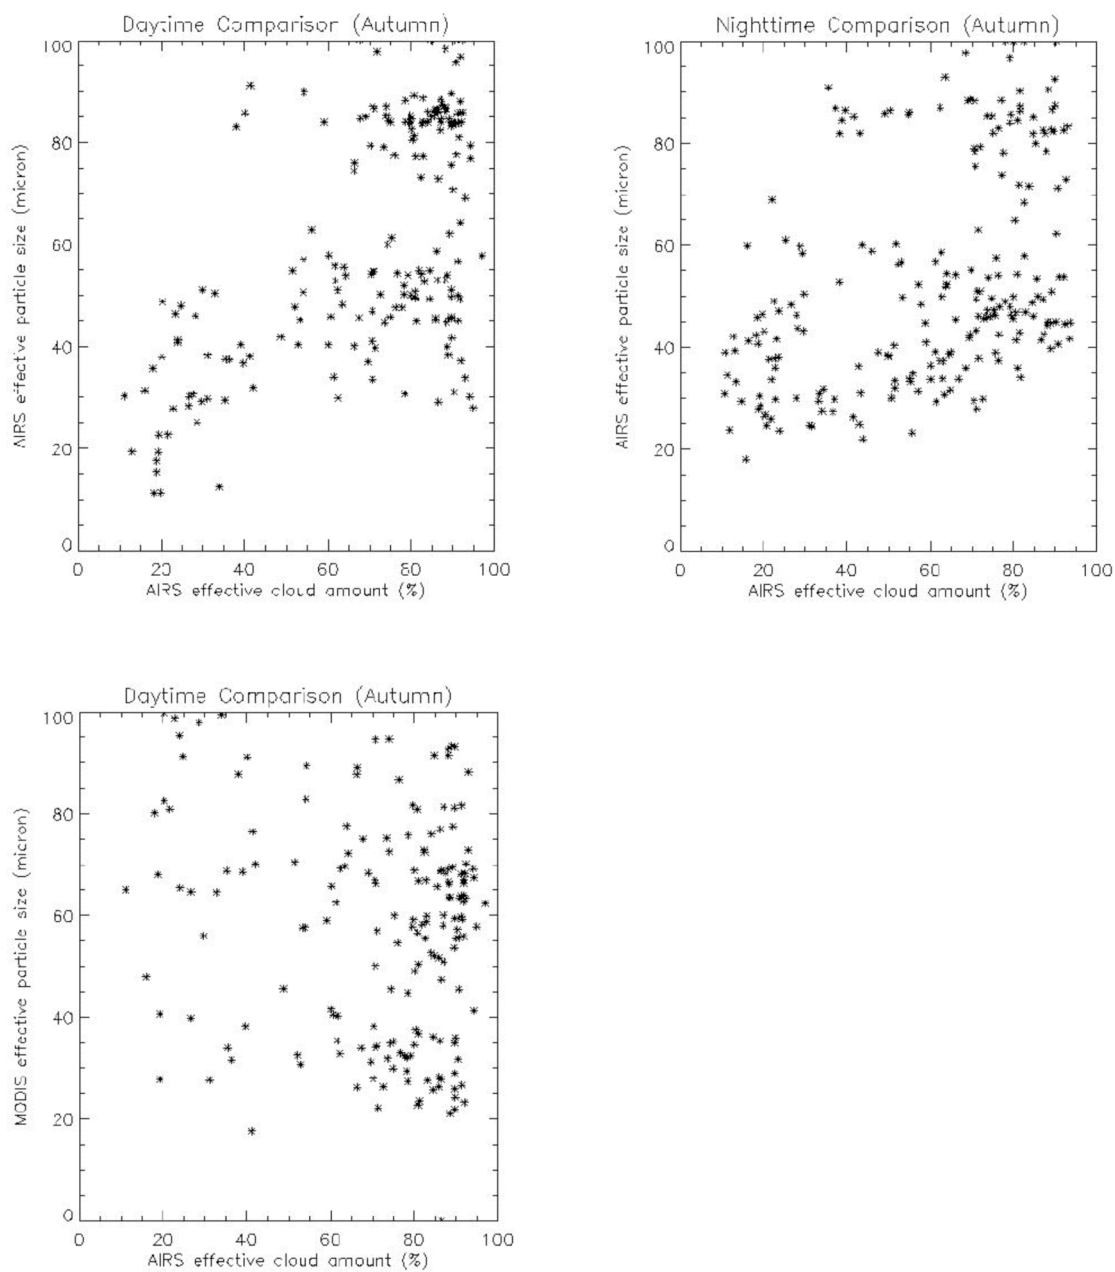 Daytime Comparison (Autumn)
100
80
60
40
20
0
AIRS effective particle size (micron)
0 20 40 60 80 100
AIRS effective cloud amount (%)
Nighttime Comparison (Autumn)
100
80
60
40
20
0
AIRS effective particle size (micron)
0 20 40 60 80 100
AIRS effective cloud amount (%)
Daytime Comparison (Autumn)
100
80
60
40
20
0
MODIS effective particle size (micron)
0 20 40 60 80 100
AIRS effective cloud amount (%)